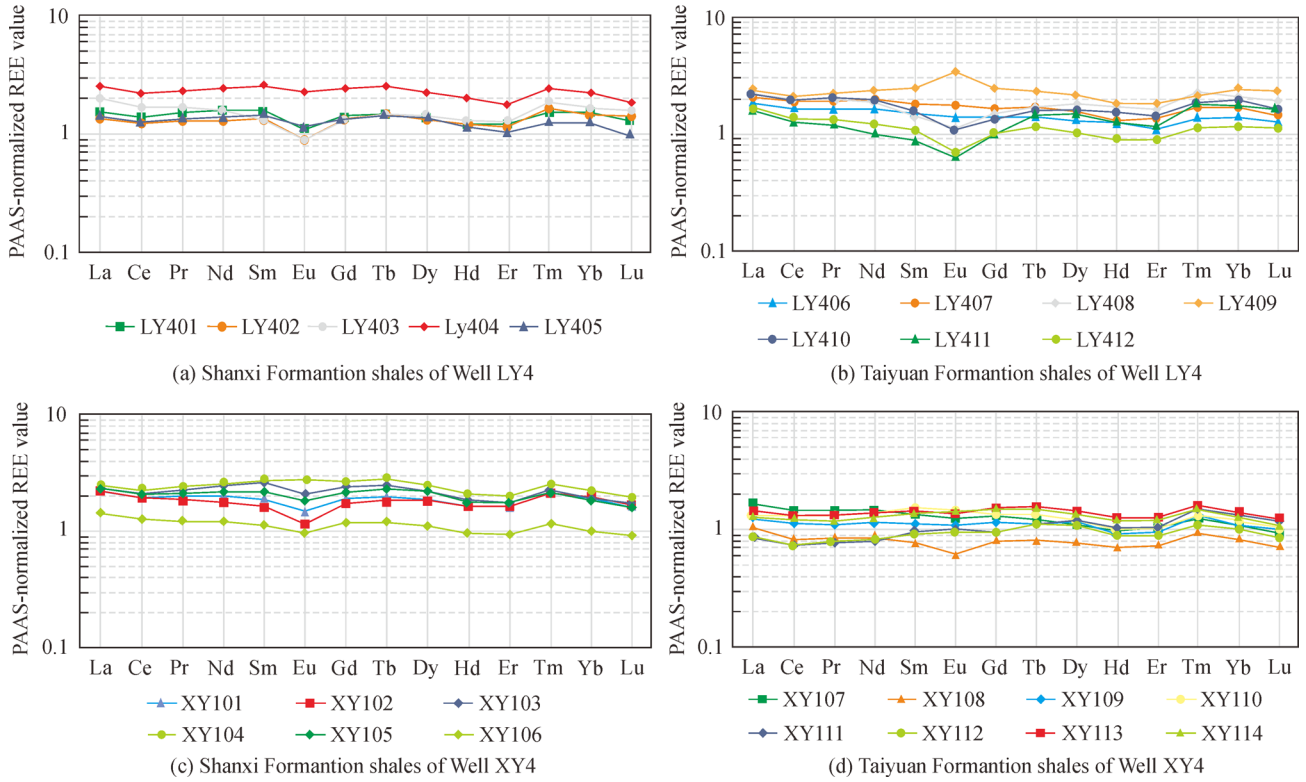 PAAS-normalized REE value
10
1
0.1
La Ce Pr Nd Sm Eu Gd Tb Dy Hd Er Tm Yb Lu
LY401 LY402 LY403 Ly404 LY405
(a) Shanxi Formantion shales of Well LY4
PAAS-normalized REE value
10
1
0.1
La Ce Pr Nd Sm Eu Gd Tb Dy Hd Er Tm Yb Lu
LY406 LY407 LY408 LY409
LY410 LY411 LY412
(b) Taiyuan Formantion shales of Well LY4
PAAS-normalized REE value
10
1
0.1
La Ce Pr Nd Sm Eu Gd Tb Dy Hd Er Tm Yb Lu
XY101 XY102 XY103
XY104 XY105 XY106
(c) Shanxi Formantion shales of Well XY4
PAAS-normalized REE value
10
1
0.1
La Ce Pr Nd Sm Eu Gd Tb Dy Hd Er Tm Yb Lu
XY107 XY108 XY109 XY110
XY111 XY112 XY113 XY114
(d) Taiyuan Formantion shales of Well XY4